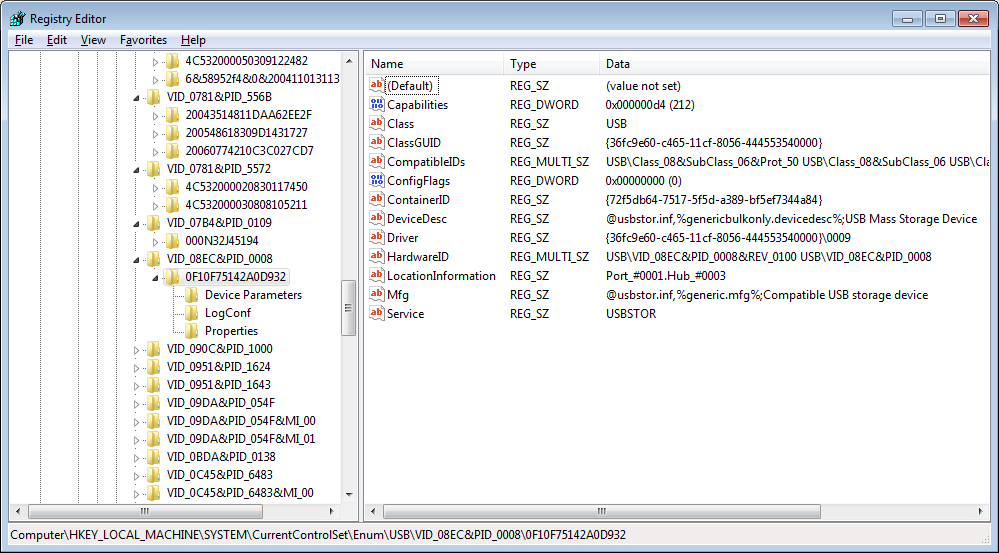 Registry Editor
File Edit View Favorites Help
4C532000050309122482
6&58952f4&0&200411013113
VID_0781&PID_556B
20043514811DAA62EE2F
200548618309D1431727
20060774210C3C027CD7
VID_0781&PID_5572
4C532000020830117450
4C532000030808105211
VID_07B4&PID_0109
000N32J45194
VID_08EC&PID_0008
0F10F75142A0D932
Device Parameters
LogConf
Properties
VID_090C&PID_1000
VID_0951&PID_1624
VID_0951&PID_1643
VID_09DA&PID_054F
VID_09DA&PID_054F&MI_00
VID_09DA&PID_054F&MI_01
VID_0BDA&PID_0138
VID_0C45&PID_6483
VID_0C45&PID_6483&MI_00
Name Type Data
(Default) REG_SZ (value not set)
Capabilities REG_DWORD 0x000000d4 (212)
Class REG_SZ USB
ClassGUID REG_SZ {36fc9e60-c465-11cf-8056-444553540000}
CompatibleIDs REG_MULTI_SZ USB\Class_08&SubClass_06&Prot_50 USB\Class_08&SubClass_06 USB\Cla
ConfigFlags REG_DWORD 0x00000000 (0)
ContainerID REG_SZ {72f5db64-7517-5f5d-a389-bf5ef7344a84}
DeviceDesc REG_SZ @usbstor.inf,%genericbulkonly.devicedesc%;USB Mass Storage Device
Driver REG_SZ {36fc9e60-c465-11cf-8056-444553540000}\0009
HardwareID REG_MULTI_SZ USB\VID_08EC&PID_0008&REV_0100 USB\VID_08EC&PID_0008
LocationInformation REG_SZ Port_#0001.Hub_#0003
Mfg REG_SZ @usbstor.inf,%generic.mfg%;Compatible USB storage device
Service REG_SZ USBSTOR
Computer\HKEY_LOCAL_MACHINE\SYSTEM\CurrentControlSet\Enum\USB\VID_08EC&PID_0008\0F10F75142A0D932